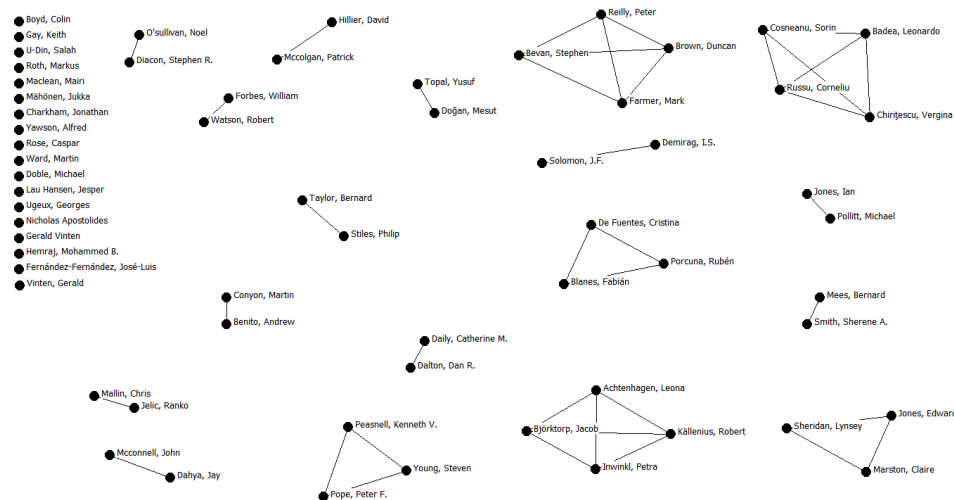 Boyd, Colin
Gay, Keith
U-Din, Salah
Roth, Markus
Maclean, Mairi
Mähönen, Jukka
Charkham, Jonathan
Yawson, Alfred
Rose, Caspar
Ward, Martin
Doble, Michael
Lau Hansen, Jesper
Ugeux, Georges
Nicholas Apostolides
Gerald Vinten
Hemraj, Mohammed B.
Fernández-Fernández, José-Luis
Vinten, Gerald
O'sullivan, Noel
Diacon, Stephen R.
Hillier, David
Mccolgan, Patrick
Forbes, William
Watson, Robert
Topal, Yusuf
Doğan, Mesut
Reilly, Peter
Bevan, Stephen
Brown, Duncan
Farmer, Mark
Cosneanu, Sorin
Badea, Leonardo
Russu, Corneliu
Chirițescu, Vergina
Demirag, I.S.
Solomon, J.F.
Taylor, Bernard
Stiles, Philip
Jones, Ian
Pollitt, Michael
De Fuentes, Cristina
Porcuna, Rubén
Blanes, Fabián
Conyon, Martin
Benito, Andrew
Mees, Bernard
Smith, Sherene A.
Daily, Catherine M.
Dalton, Dan R.
Mallin, Chris
Jelic, Ranko
Mcconnell, John
Dahya, Jay
Peasnell, Kenneth V.
Young, Steven
Pope, Peter F.
Achtenhagen, Leona
Björktorp, Jacob
Källenius, Robert
Inwinkl, Petra
Jones, Edward
Sheridan, Lynsey
Marston, Claire